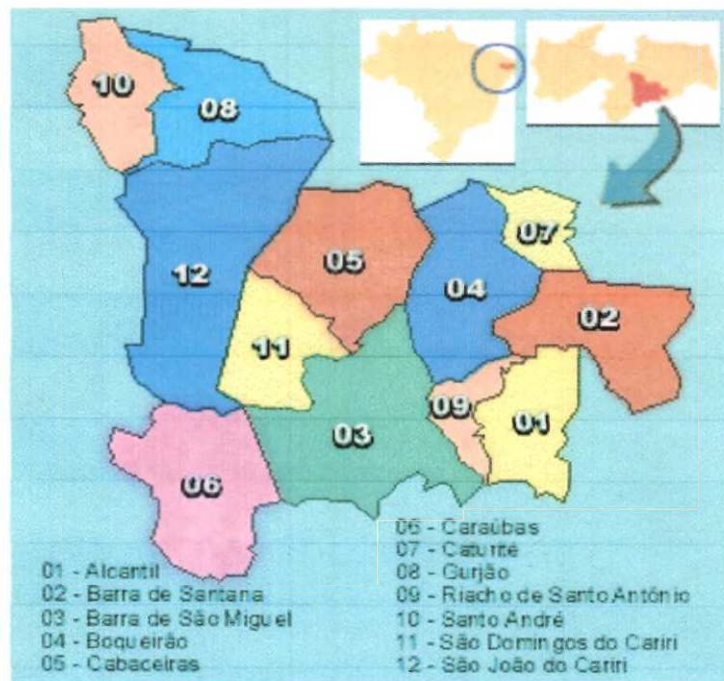 10
08
07
05
12
04
02
11
09
01
03
06
01 - Alcantil
02 - Barra de Santana
03 - Barra de São Miguel
04 - Boqueirão
05 - Cabaceiras
06 - Caraúbas
07 - Caturité
08 - Gurjão
09 - Riacho de Santo Antônio
10 - Santo André
11 - São Domingos do Cariri
12 - São João do Cariri